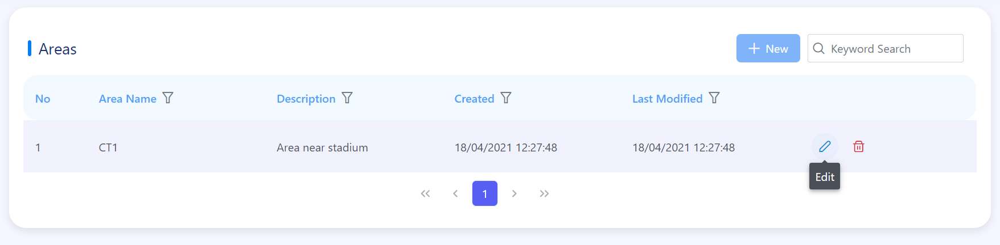 Areas
New
Keyword Search
No Area Name Description Created Last Modified
1 CT1 Area near stadium 18/04/2021 12:27:48 18/04/2021 12:27:48
Edit
1